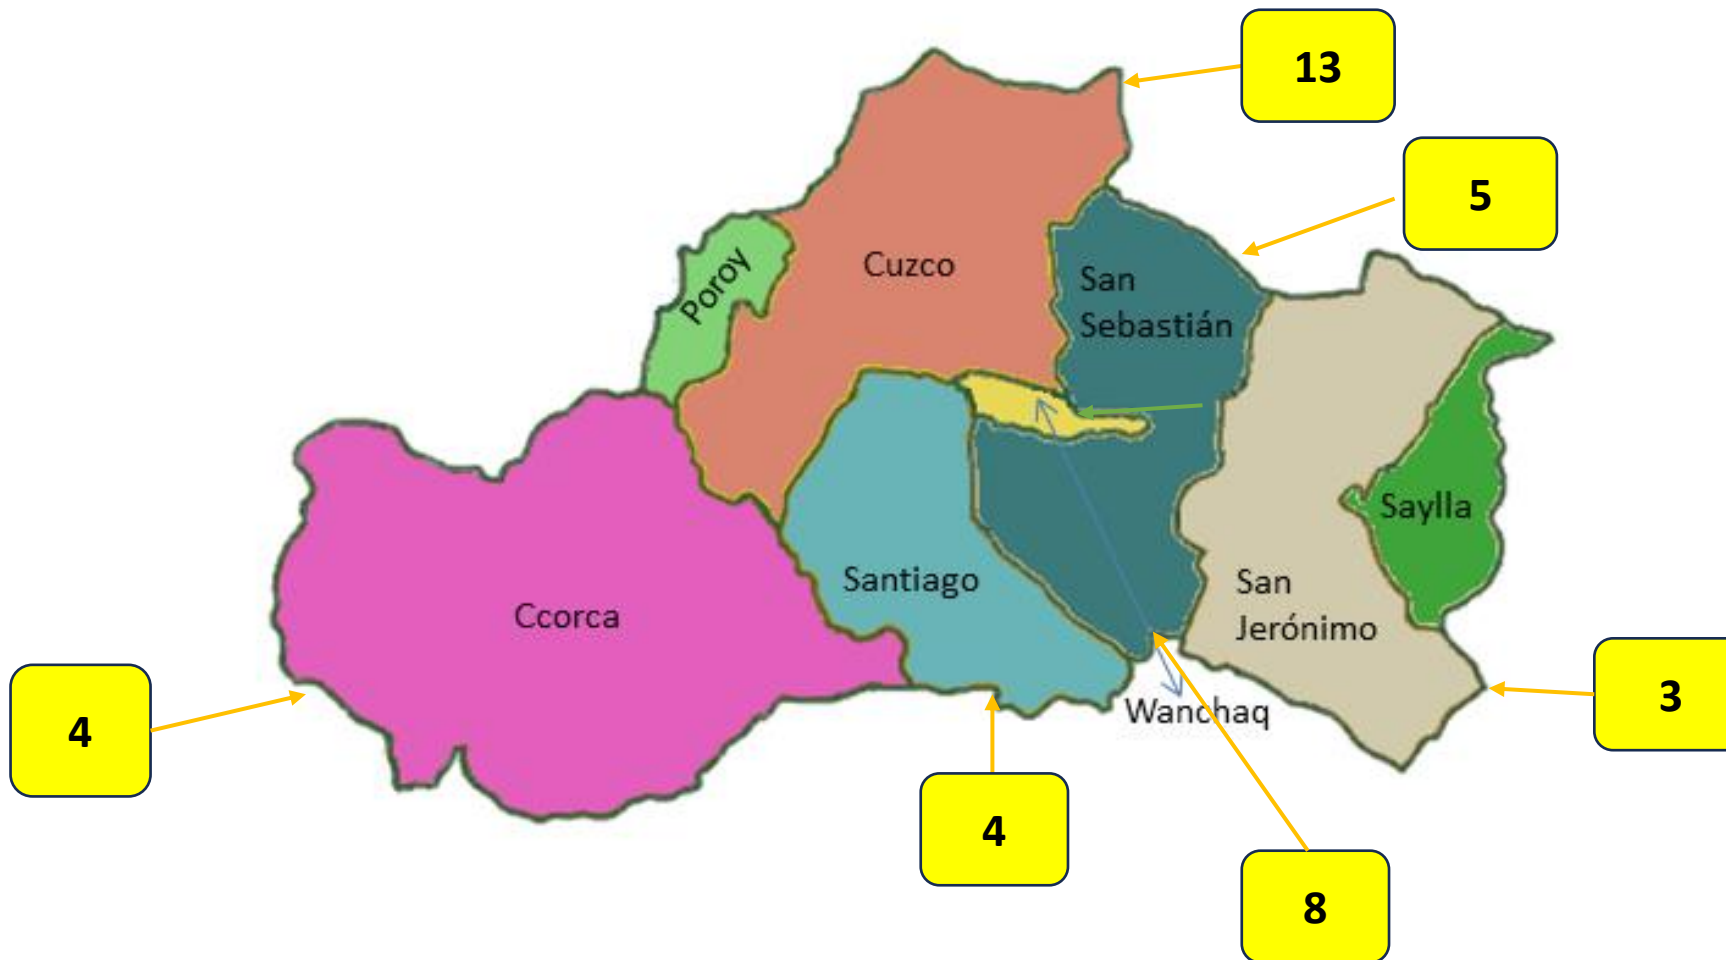 13
5
Cuzco
Poroy
San
Sebastián
Saylla
Santiago
San
Jerónimo
Ccorca
Wanchaq
4
3
4
8